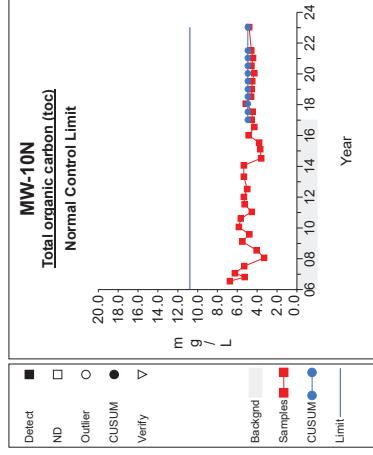 MW-10N
Total organic carbon (toc)
Normal Control Limit
20.0
18.0
16.0
14.0
12.0
10.0
8.0
6.0
4.0
2.0
0.0
m
g /
L
06 08 10 12 14 16 18 20 22 24
Year
Detect
ND
Outlier
CUSUM
Verify
Backgnd
Samples
CUSUM
Limit